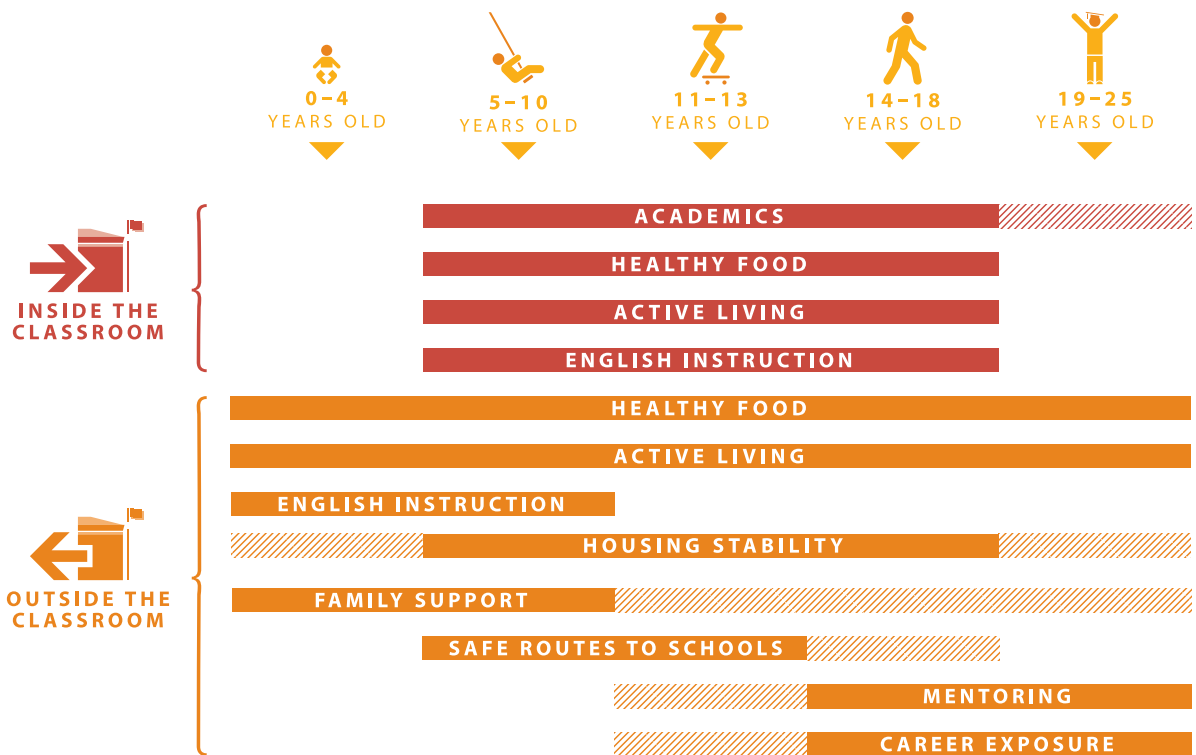 0–4
YEARS OLD
5–10
YEARS OLD
11–13
YEARS OLD
14–18
YEARS OLD
19–25
YEARS OLD
INSIDE THE
CLASSROOM
ACADEMICS
HEALTHY FOOD
ACTIVE LIVING
ENGLISH INSTRUCTION
OUTSIDE THE
CLASSROOM
HEALTHY FOOD
ACTIVE LIVING
ENGLISH INSTRUCTION
HOUSING STABILITY
FAMILY SUPPORT
SAFE ROUTES TO SCHOOLS
MENTORING
CAREER EXPOSURE